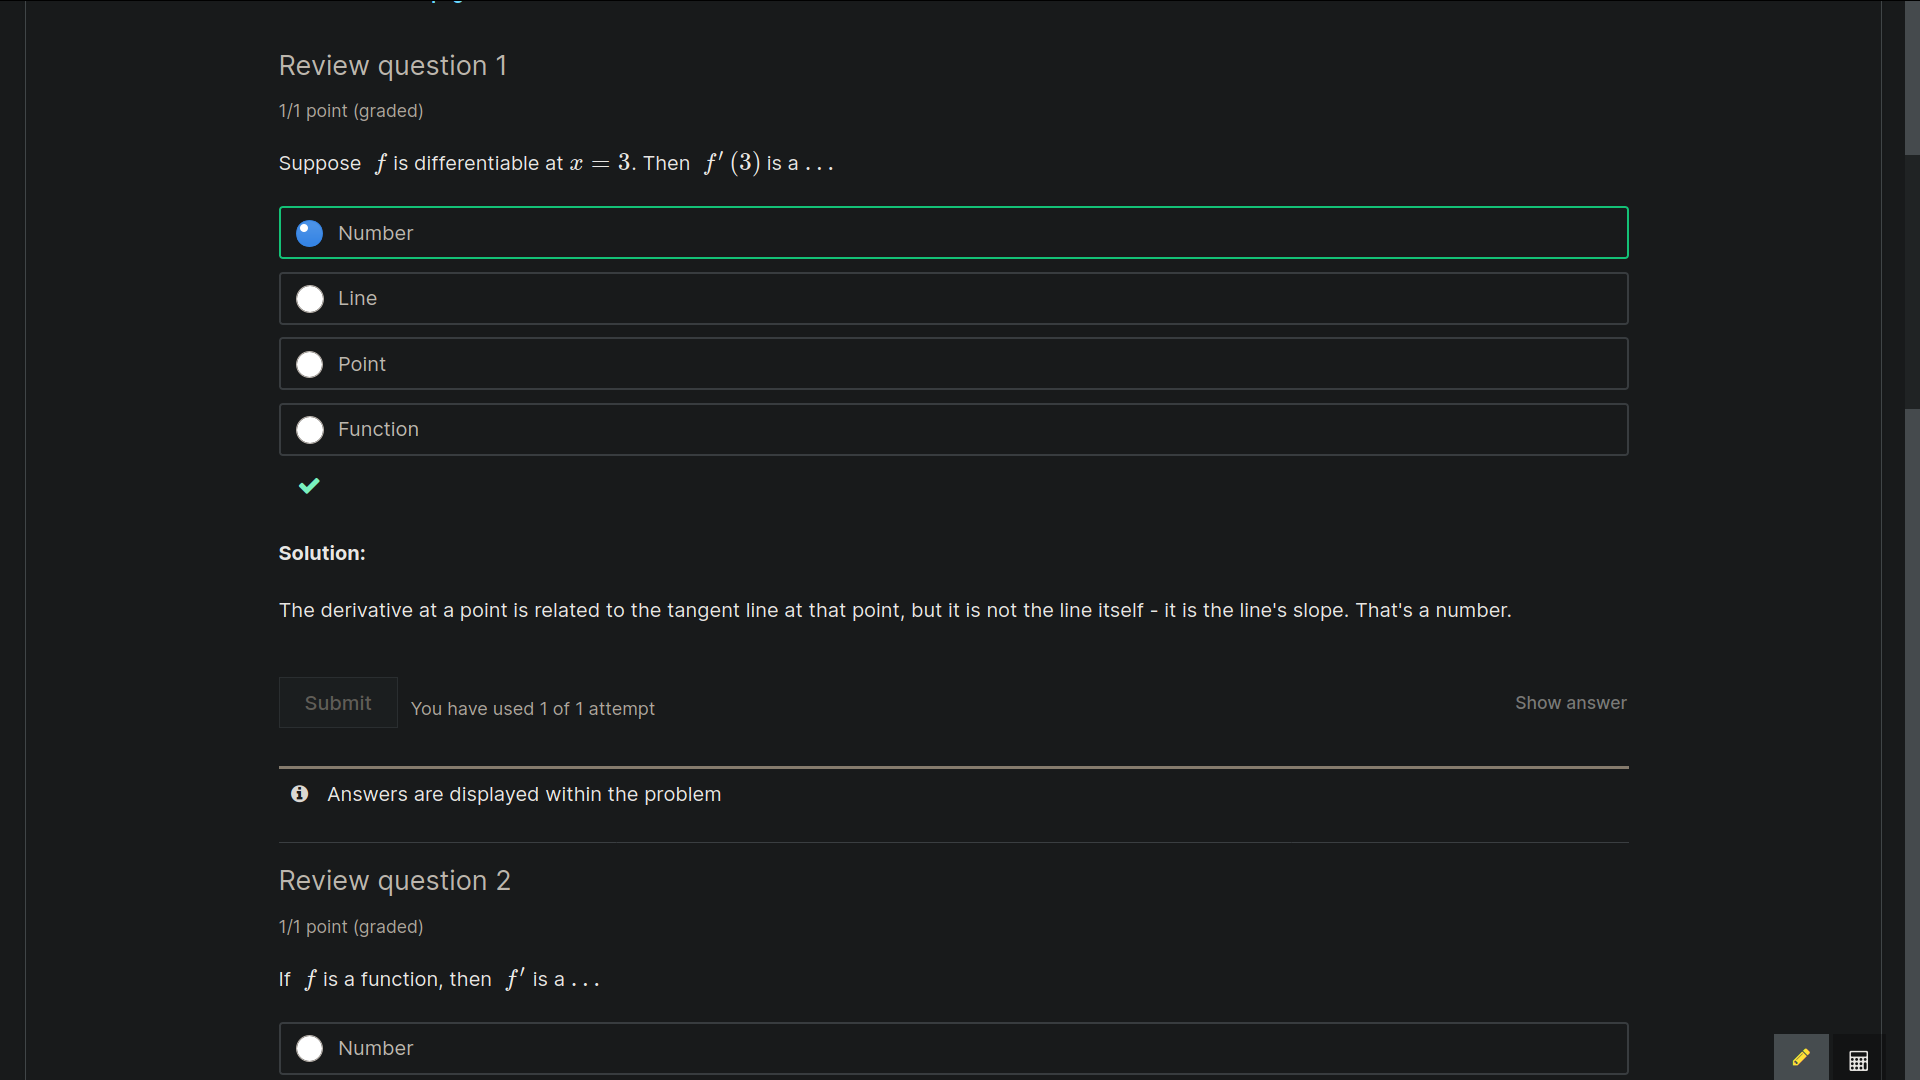 Review question 1
1/1 point (graded)
Suppose f is differentiable at x = 3. Then f′ (3) is a . . .
Number
Line
Point
Function
Solution:
The derivative at a point is related to the tangent line at that point, but it is not the line itself - it is the line's slope. That's a number.
Submit
You have used 1 of 1 attempt
Show answer
Answers are displayed within the problem
Review question 2
1/1 point (graded)
If f is a function, then f′ is a . . .
Number